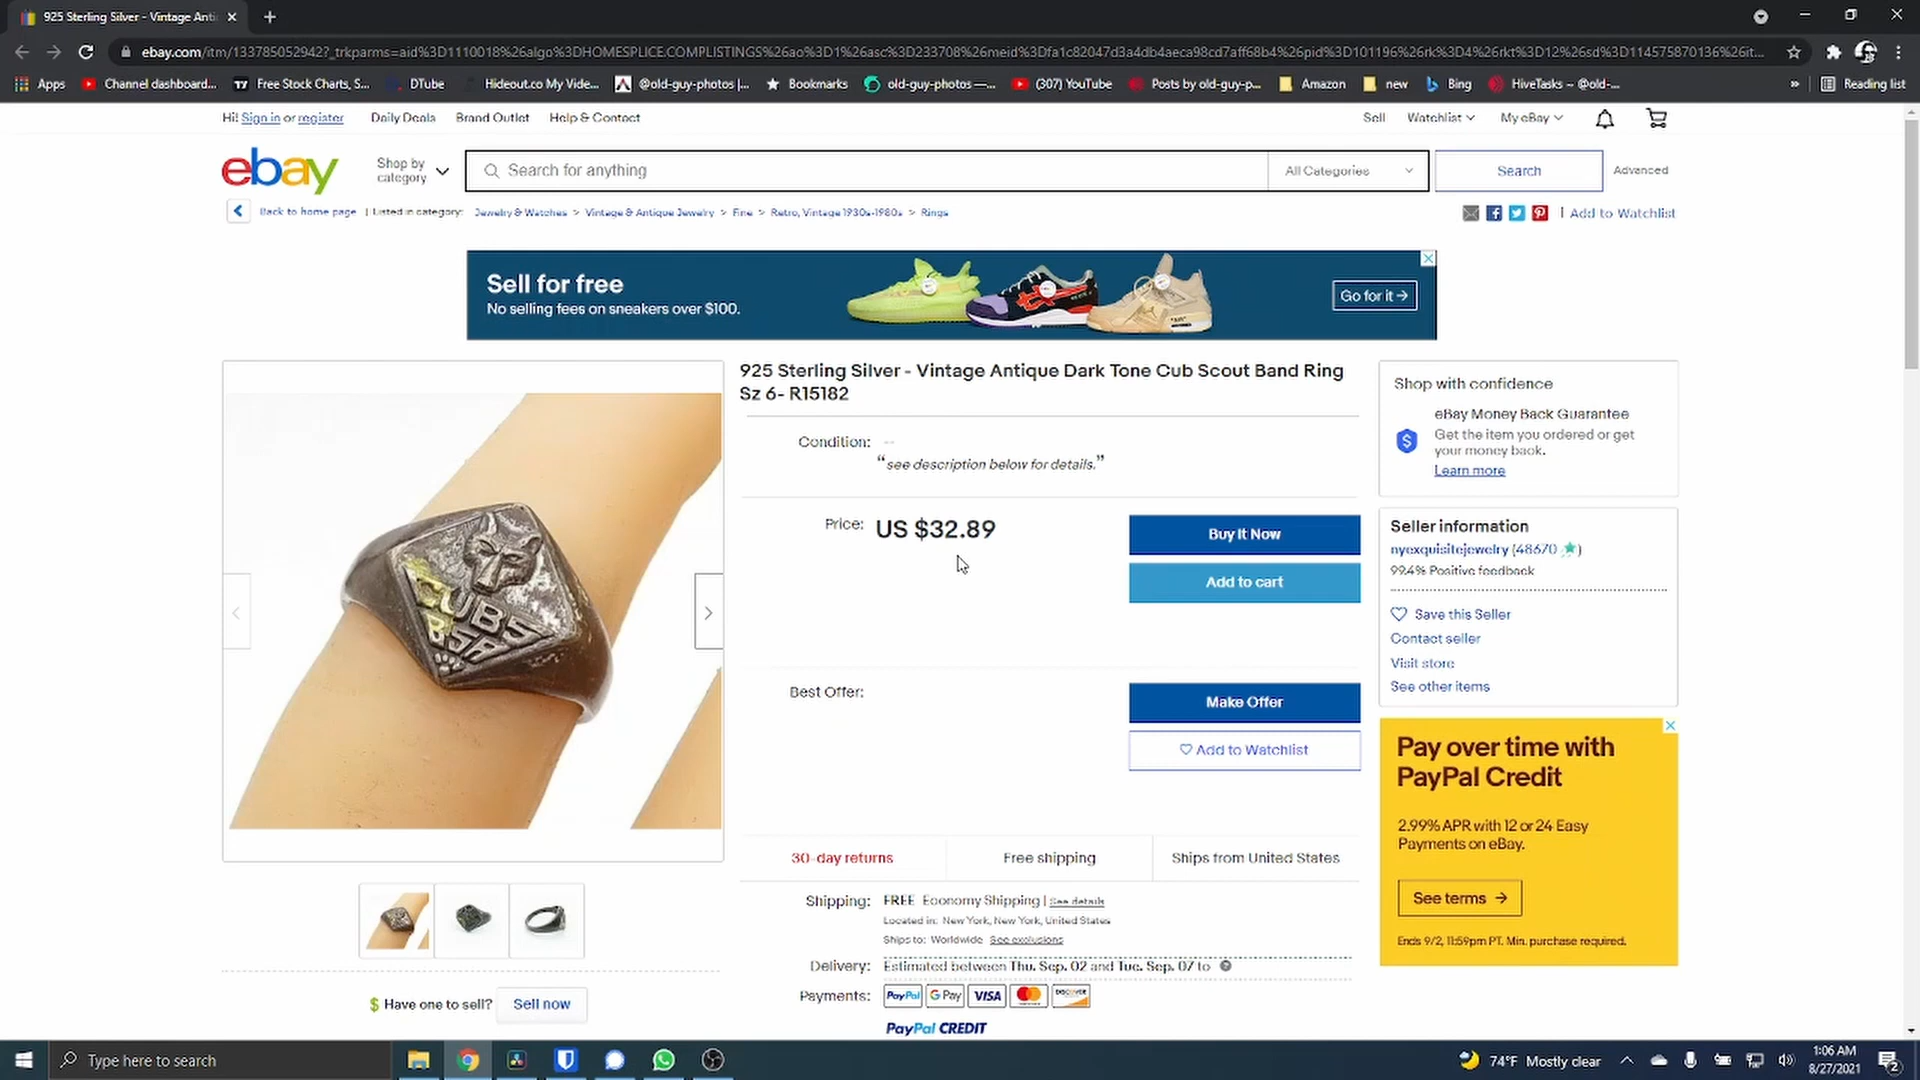 925 Sterling Silver - Vintage Anti
ebay.com/itm/133785052942?_trkparms=aid%3D1110018%26algo%3DHOMESPLICE.COMPLISTINGS%26ao%3D1%26asc%3D233708%26meid%3Dfa1c82047d3a4db4aeca98cd7aff68b4%26pid%3D101196%26rk%3D4%26rkt%3D12%26sd%3D114575870136%26it...
Apps Channel dashboard... Free Stock Charts, S... DTube Hideout.co My Vide... @old-guy-photos |... Bookmarks old-guy-photos —... (307) YouTube Posts by old-guy-p... Amazon new Bing HiveTasks – @old-... » Reading list
Hi! Sign in or register Daily Deals Brand Outlet Help & Contact Sell Watchlist My eBay
ebay Shop by category Search for anything All Categories Search Advanced
Back to home page | Listed in category: Jewelry & Watches > Vintage & Antique Jewelry > Fine > Retro, Vintage 1930s-1980s > Rings | Add to Watchlist
Sell for free
No selling fees on sneakers over $100.
Go for it →
925 Sterling Silver - Vintage Antique Dark Tone Cub Scout Band Ring
Sz 6- R15182
Condition: --
“see description below for details.”
Price: US $32.89
Buy It Now
Add to cart
Best Offer:
Make Offer
Add to Watchlist
30-day returns Free shipping Ships from United States
Shipping: FREE Economy Shipping | See details
Located in: New York, New York, United States
Ships to: Worldwide See exclusions
Delivery: Estimated between Thu. Sep. 02 and Tue. Sep. 07 to
Payments: PayPal G Pay VISA DISCOVER
PayPal CREDIT
CUBS
BSA
$ Have one to sell? Sell now
Shop with confidence
eBay Money Back Guarantee
Get the item you ordered or get
your money back.
Learn more
Seller information
nyexquisitejewelry (48670 )
99.4% Positive feedback
Save this Seller
Contact seller
Visit store
See other items
Pay over time with
PayPal Credit
2.99% APR with 12 or 24 Easy
Payments on eBay.
See terms →
Ends 9/2, 11:59pm PT. Min. purchase required.
Type here to search
74°F Mostly clear
1:06 AM
8/27/2021
2